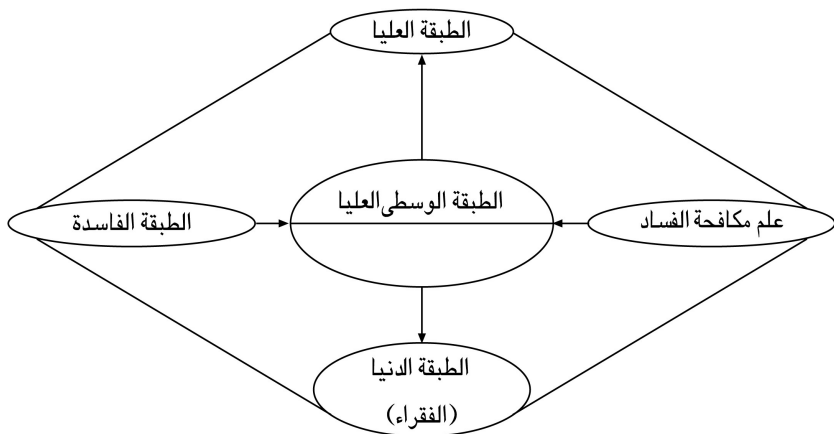 الطبقة العليا
الطبقة الوسطى العليا
علم مكافحة الفساد
الطبقة الفاسدة
الطبقة الدنيا
(الفقراء)